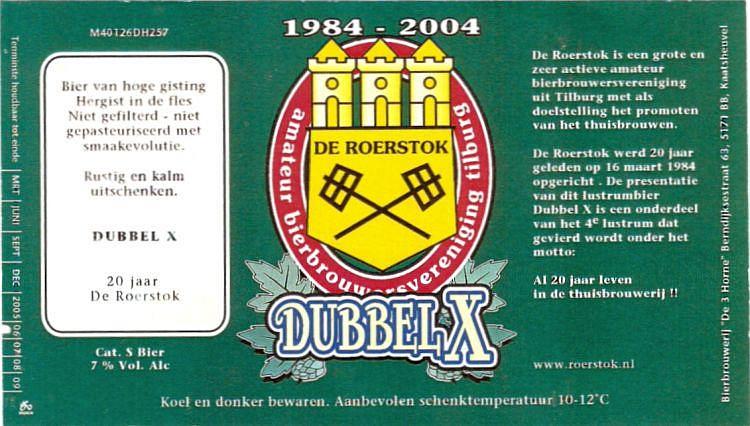 M40126DH257
Terminste houdbaar tot einde | MRT | JUNI | SEPT | DEC | 2005 | 06 | 07 | 08 | 09 |
Bier van hoge gisting
Hergist in de fles
Niet gefilterd - niet
gepasteuriseerd met
smaakevolutie.
Rustig en kalm
uitschenken.
DUBBEL X
20 jaar
De Roerstok
Cat. S Bier
7 % Vol. Alc
1984 - 2004
DE ROERSTOK
amateur bierbrouwersvereniging tilburg
DUBBEL X
De Roerstok is een grote en
zeer actieve amateur
bierbrouwersvereniging
uit Tilburg met als
doelstelling het promoten
van het thuisbrouwen.
De Roerstok werd 20 jaar
geleden op 16 maart 1984
opgericht . De presentatie
van dit lustrumbier
Dubbel X is een onderdeel
van het 4e lustrum dat
gevierd wordt onder het
motto:
Al 20 jaar leven
in de thuisbrouwerij !!
www.roerstok.nl
Bierbrouwerij "De 3 Horne" Berndijksestraat 63, 5171 BB, Kaatsheuvel
Koel en donker bewaren. Aanbevolen schenktemperatuur 10-12°C